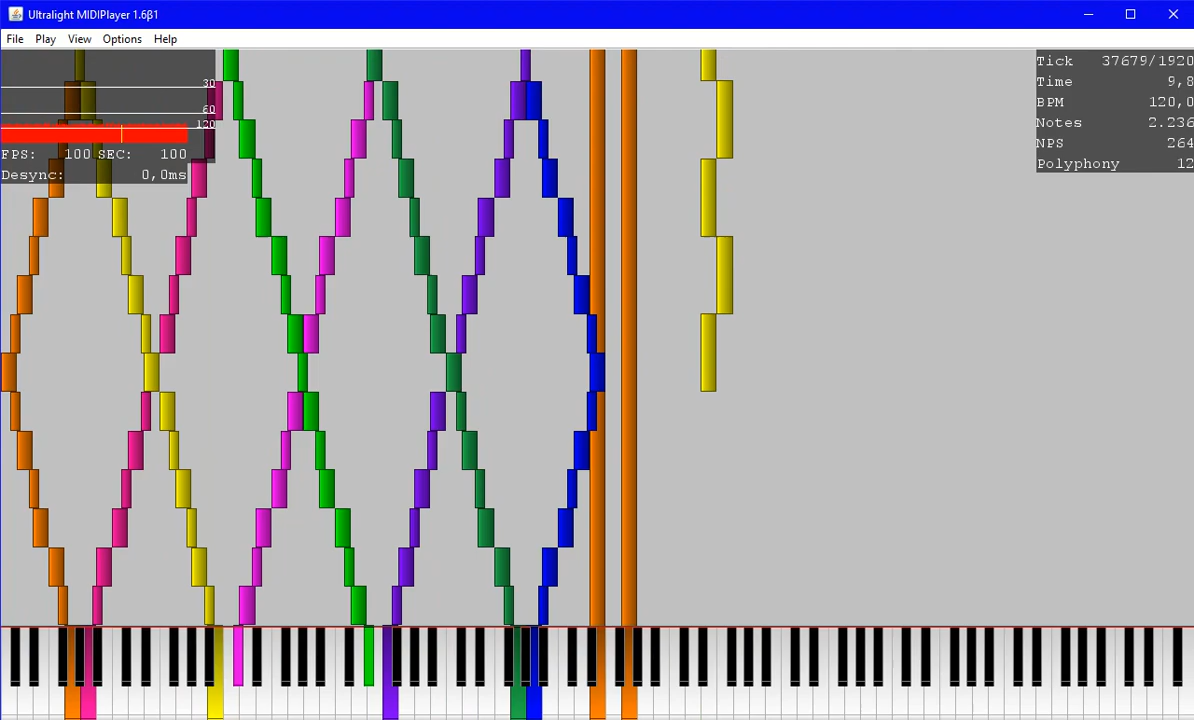 Ultralight MIDIPlayer 1.6β1
File Play View Options Help
30
60
120
FPS: 100 SEC: 100
Desync: 0,0ms
Tick 37679/1920
Time 9,8
BPM 120,0
Notes 2.236
NPS 264
Polyphony 12